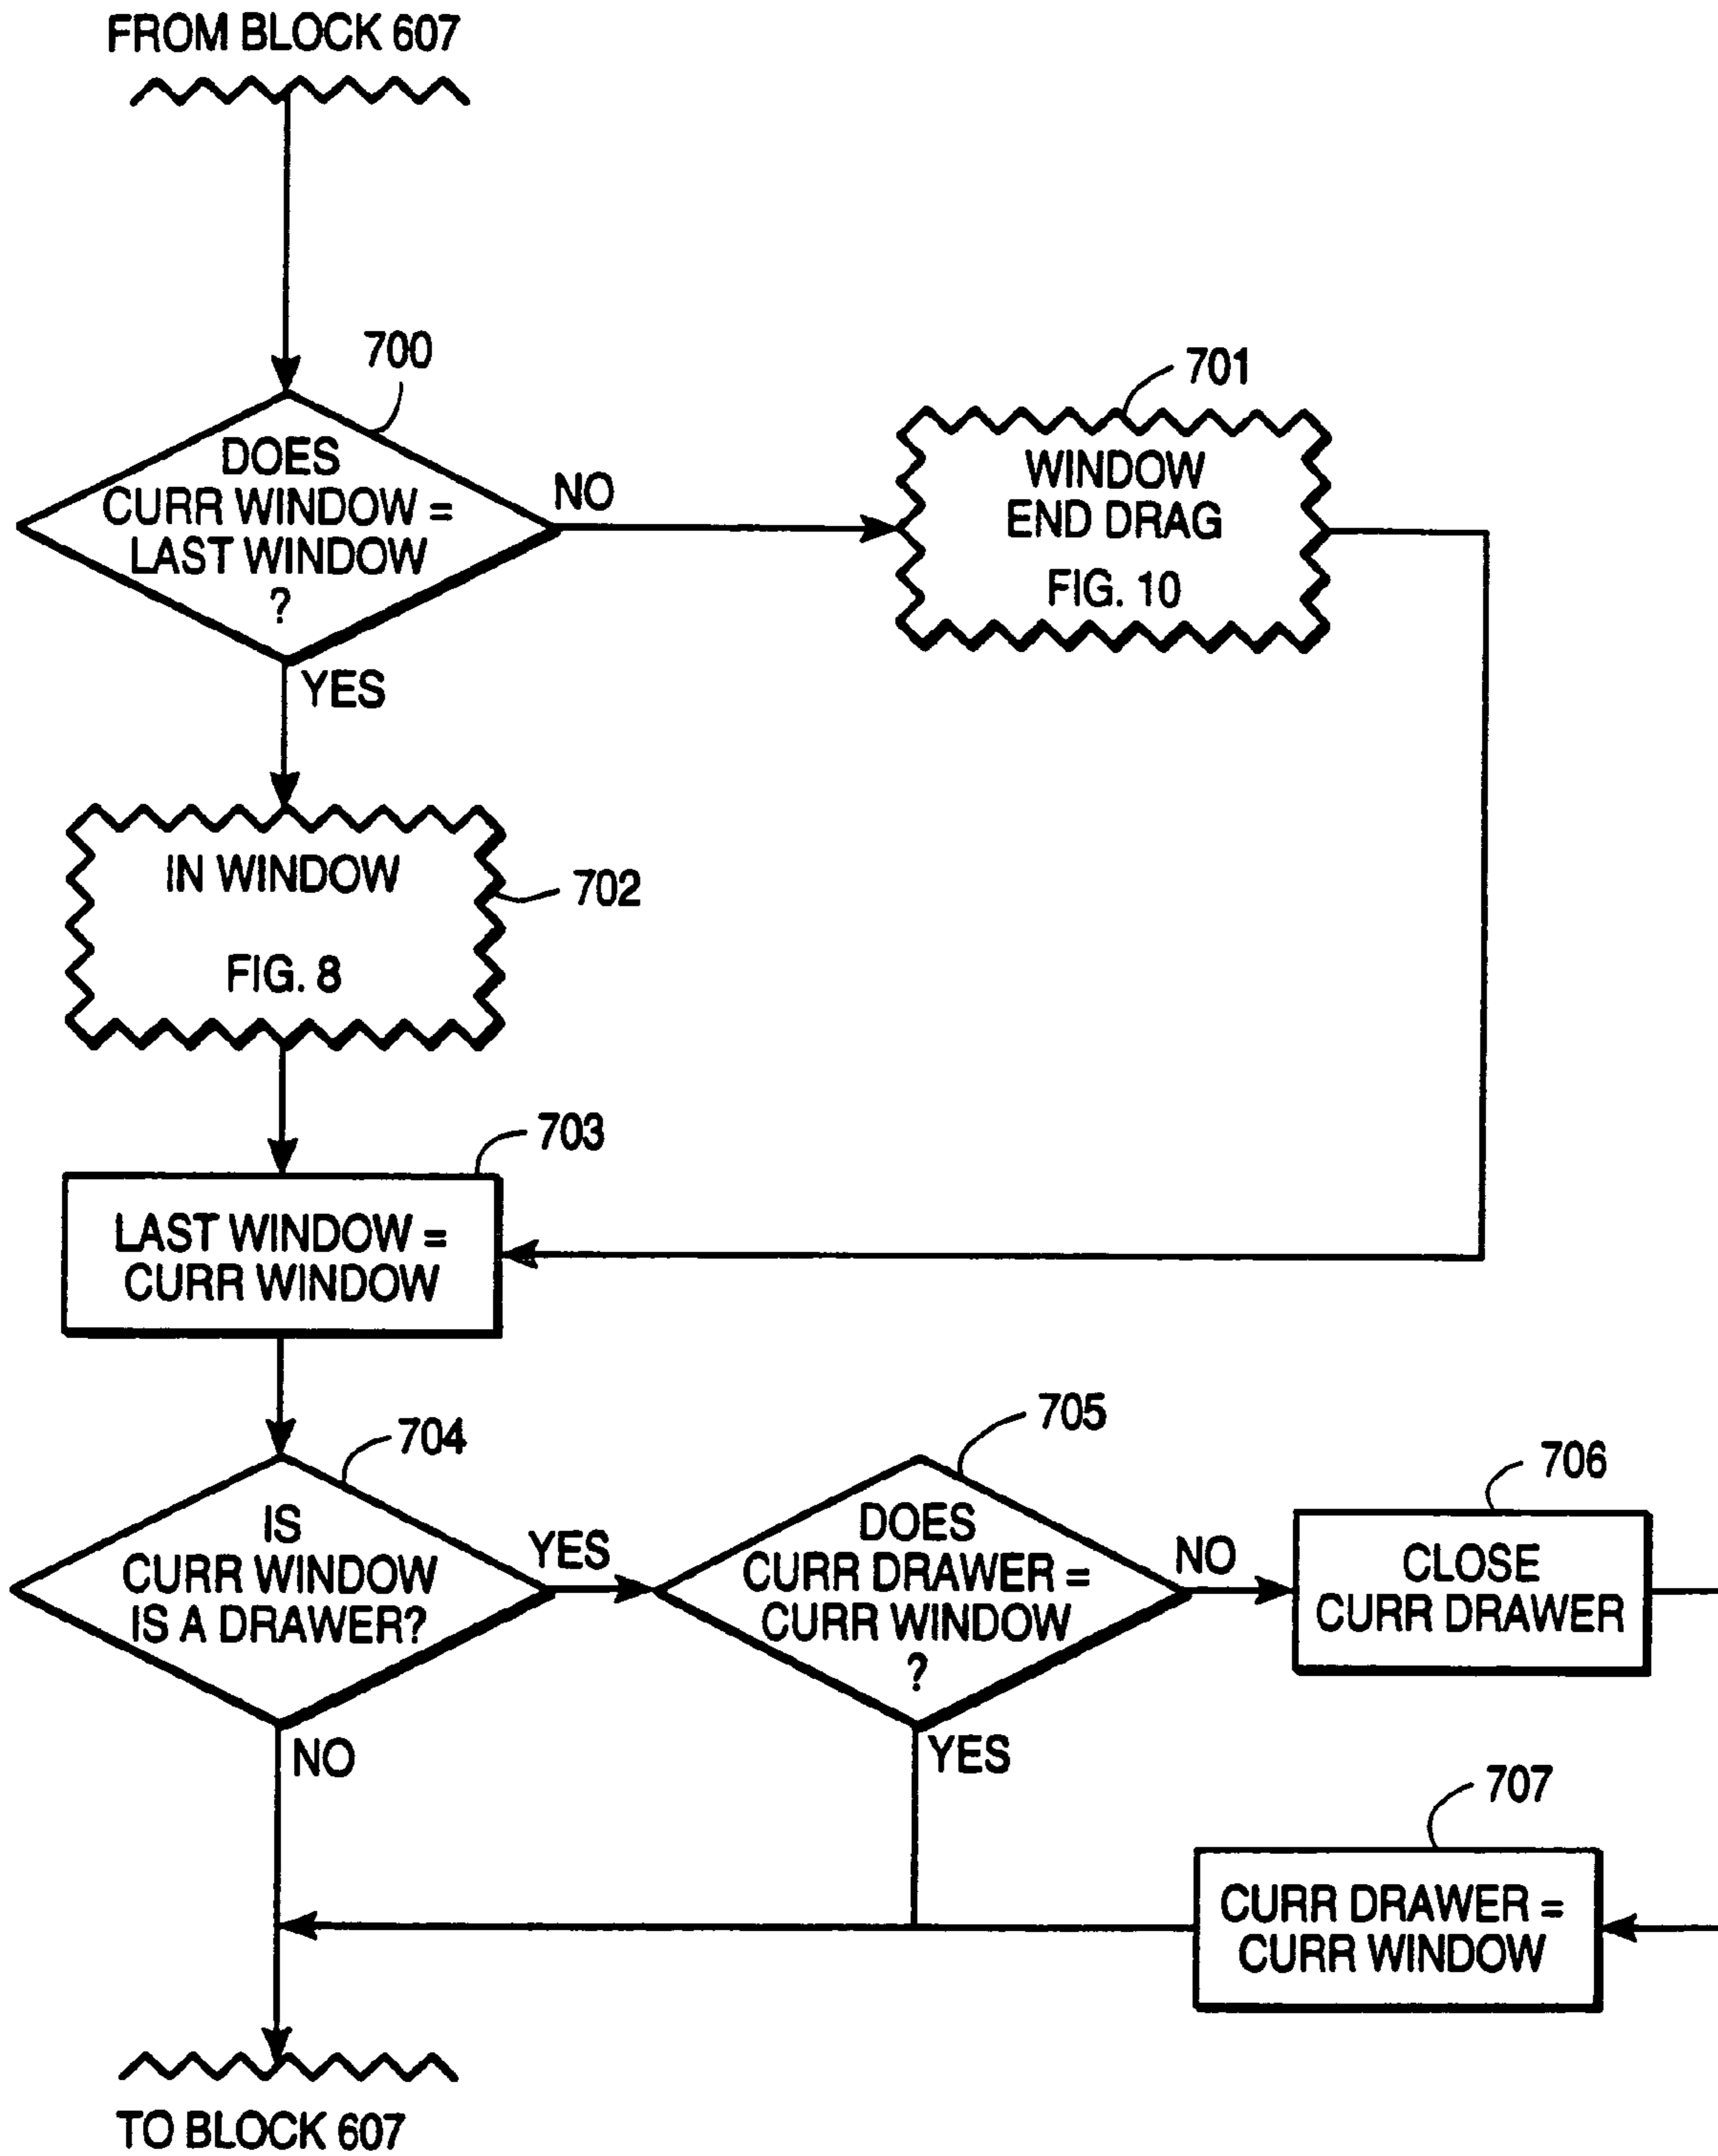 FROM BLOCK 607
700
DOES
CURR WINDOW =
LAST WINDOW
?
NO
YES
701
WINDOW
END DRAG
FIG. 10
IN WINDOW
FIG. 8
702
703
LAST WINDOW =
CURR WINDOW
704
IS
CURR WINDOW
IS A DRAWER?
YES
NO
705
DOES
CURR DRAWER =
CURR WINDOW
?
NO
YES
706
CLOSE
CURR DRAWER
707
CURR DRAWER =
CURR WINDOW
TO BLOCK 607